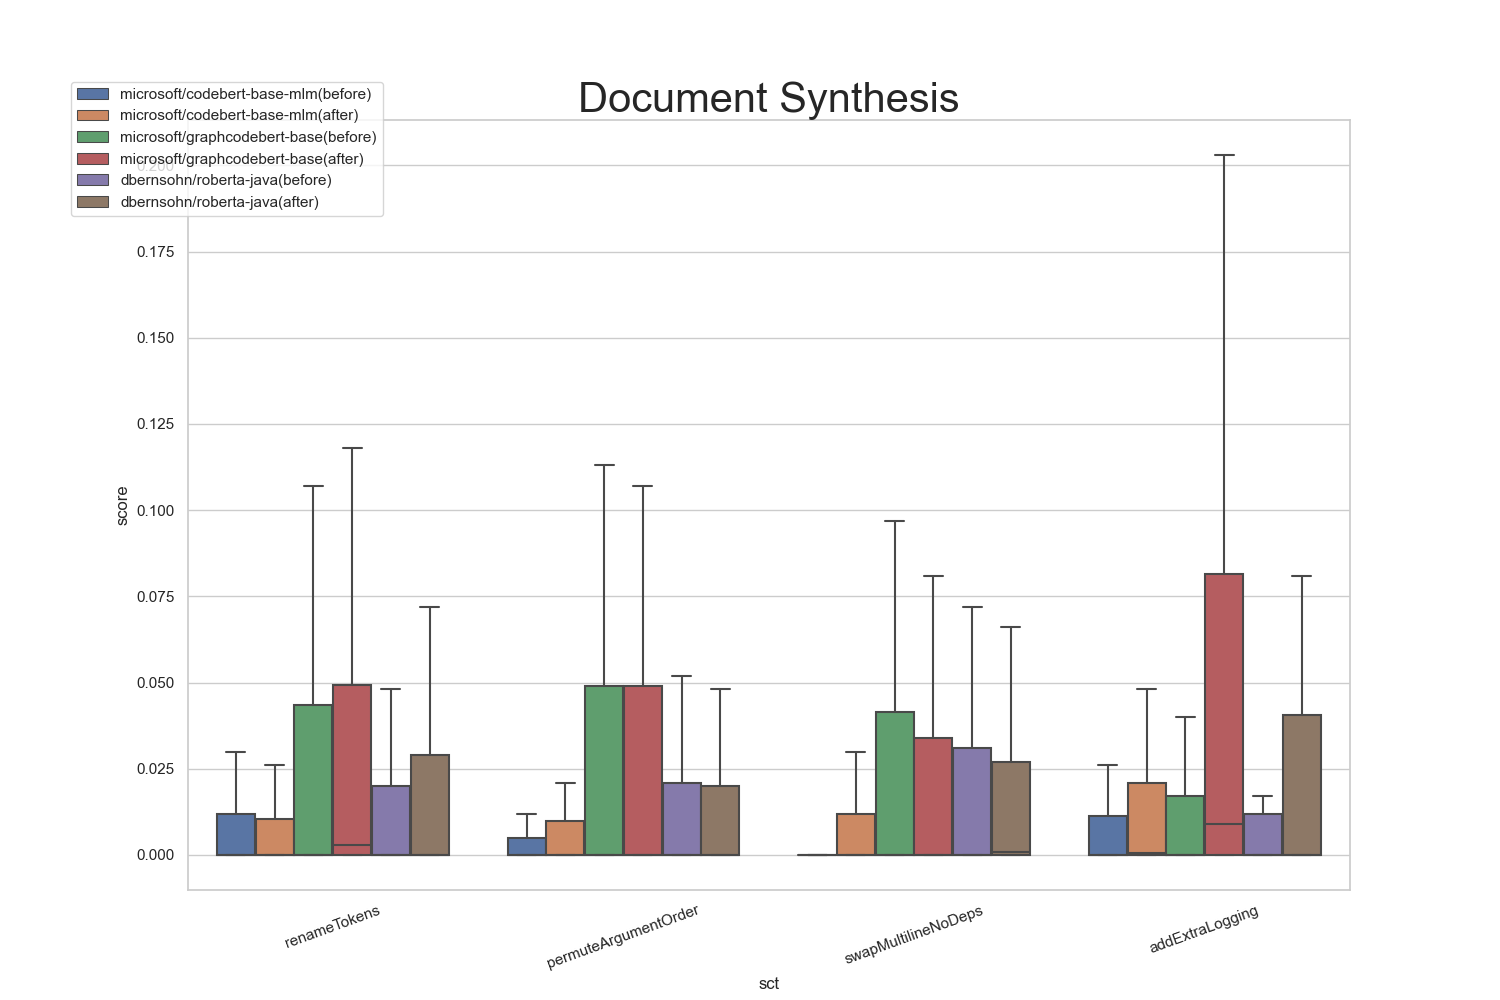 Document Synthesis
microsoft/codebert-base-mlm(before)
microsoft/codebert-base-mlm(after)
microsoft/graphcodebert-base(before)
microsoft/graphcodebert-base(after)
dbernsohn/roberta-java(before)
dbernsohn/roberta-java(after)
0.200
0.175
0.150
0.125
0.100
0.075
0.050
0.025
0.000
score
renameTokens
permuteArgumentOrder
swapMultilineNoDeps
addExtraLogging
sct